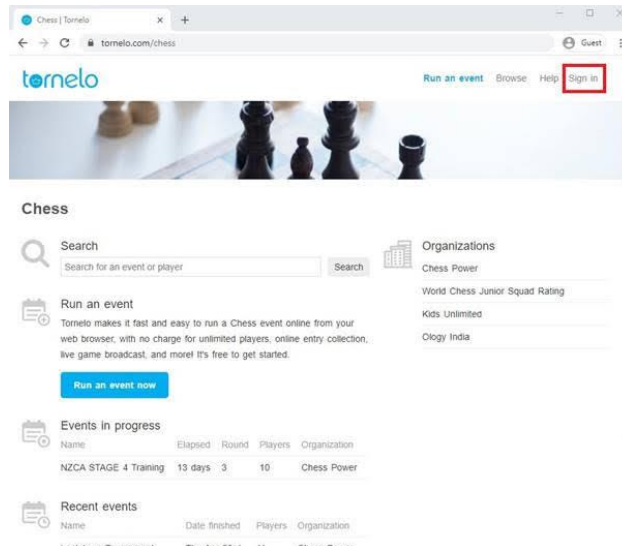 Chess | Tornelo
tornelo.com/chess
Guest
tornelo
Run an event Browse Help Sign in
Chess
Search
Search for an event or player Search
Run an event
Tornelo makes it fast and easy to run a Chess event online from your
web browser, with no charge for unlimited players, online entry collection,
live game broadcast, and more! It's free to get started.
Run an event now
Events in progress
Name Elapsed Round Players Organization
NZCA STAGE 4 Training 13 days 3 10 Chess Power
Recent events
Name Date finished Players Organization
Organizations
Chess Power
World Chess Junior Squad Rating
Kids Unlimited
Ology India